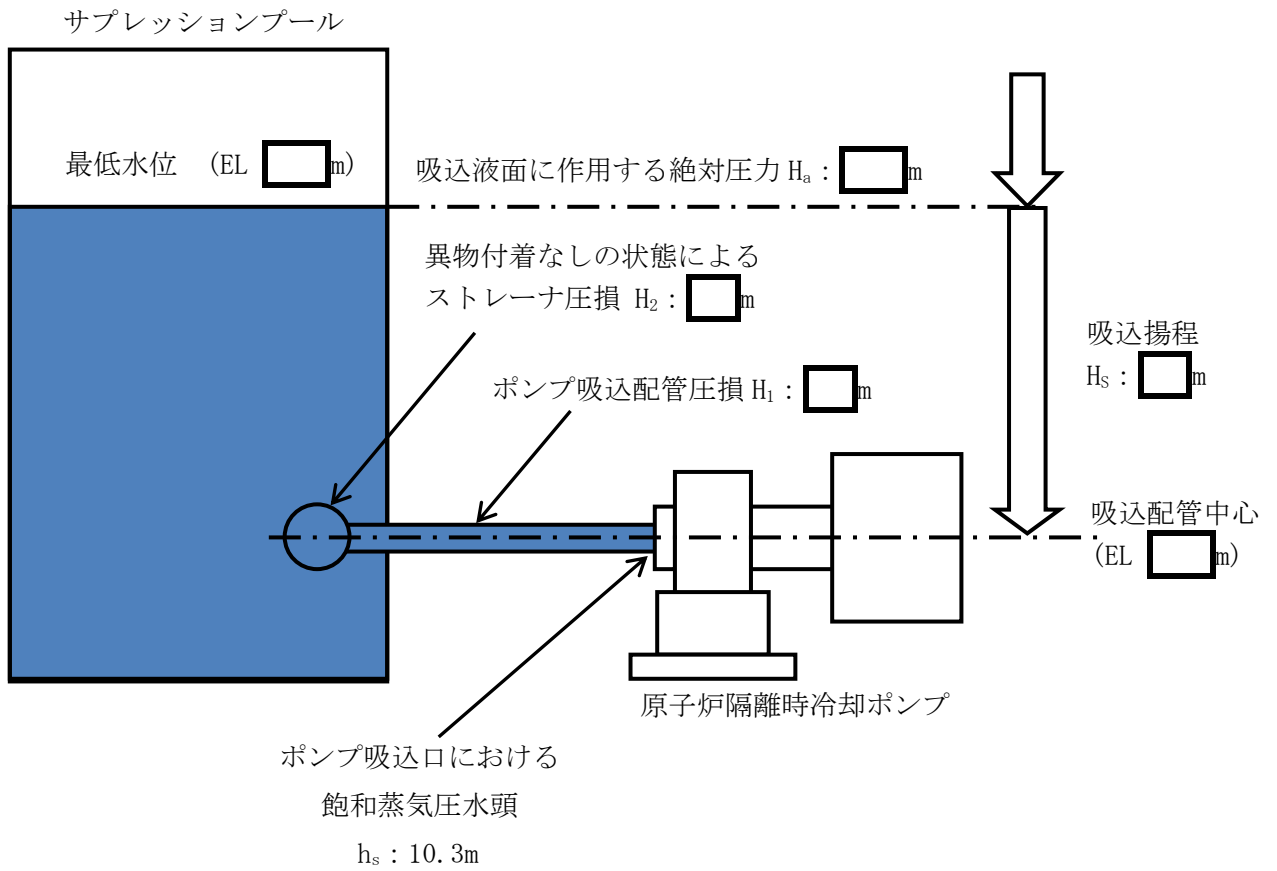 サプレッションプール
最低水位 (EL m)
吸込液面に作用する絶対圧力 Ha : m
異物付着なしの状態による
ストレーナ圧損 H2 : m
ポンプ吸込配管圧損 H1 : m
吸込揚程
HS : m
吸込配管中心
(EL m)
原子炉隔離時冷却ポンプ
ポンプ吸込口における
飽和蒸気圧水頭
hs : 10.3m